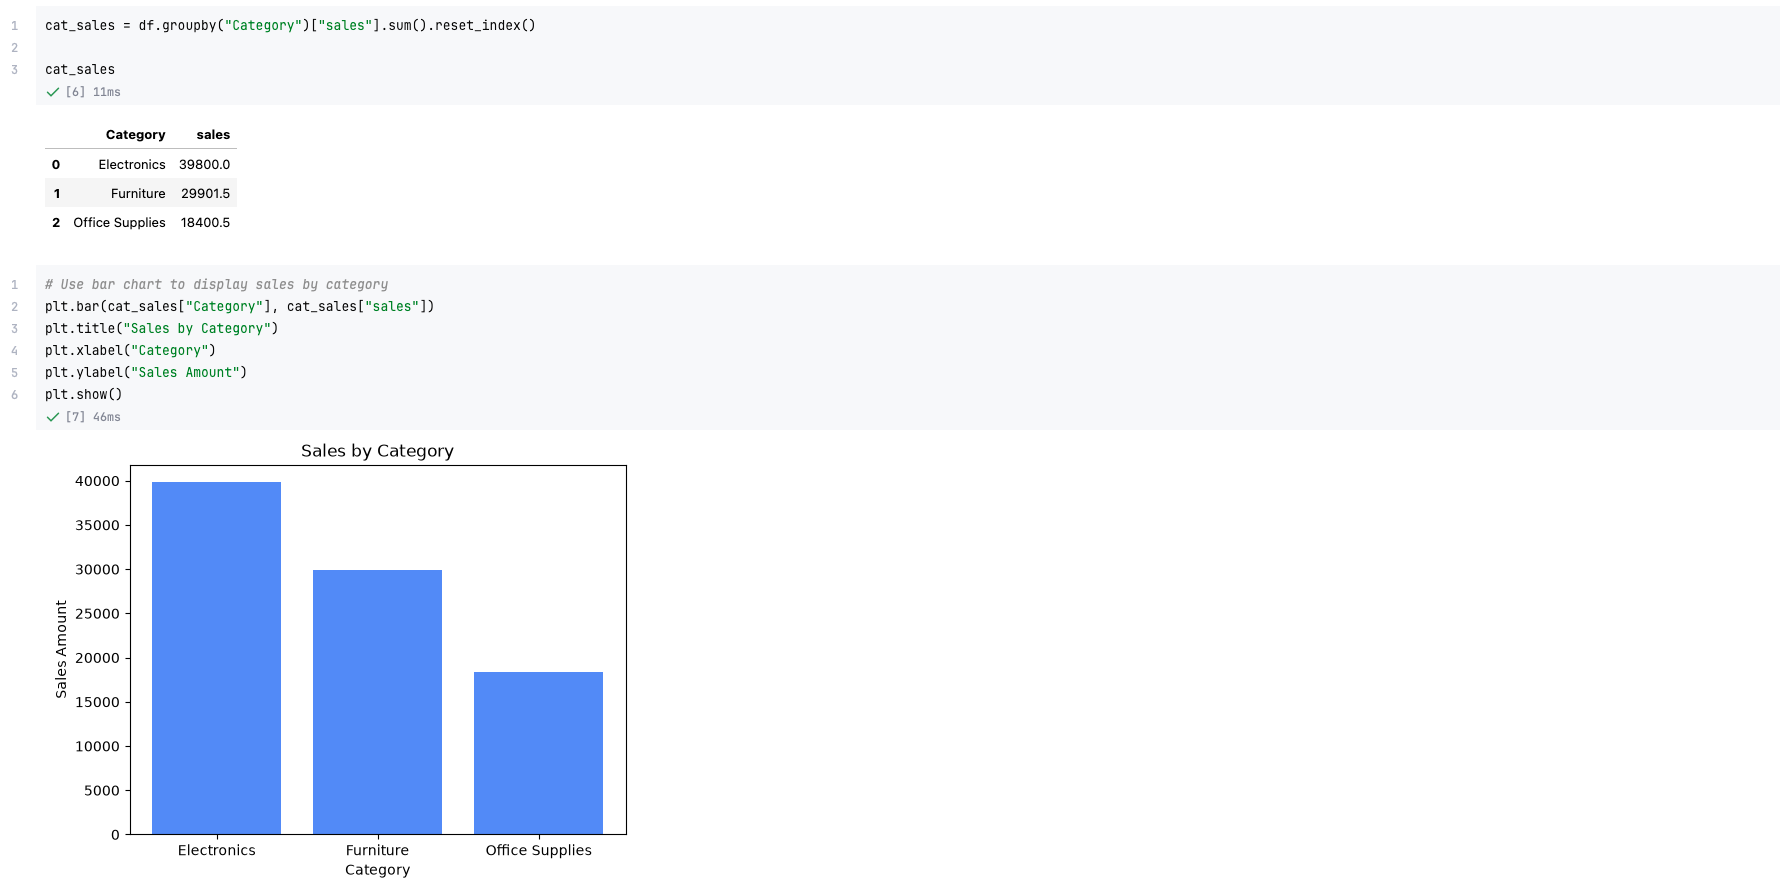 1 cat_sales = df.groupby("Category")["sales"].sum().reset_index()
2
3 cat_sales
[6] 11ms
Category sales
0 Electronics 39800.0
1 Furniture 29901.5
2 Office Supplies 18400.5
1 # Use bar chart to display sales by category
2 plt.bar(cat_sales["Category"], cat_sales["sales"])
3 plt.title("Sales by Category")
4 plt.xlabel("Category")
5 plt.ylabel("Sales Amount")
6 plt.show()
[7] 46ms
Sales by Category
Sales Amount
40000
35000
30000
25000
20000
15000
10000
5000
0
Electronics Furniture Office Supplies
Category